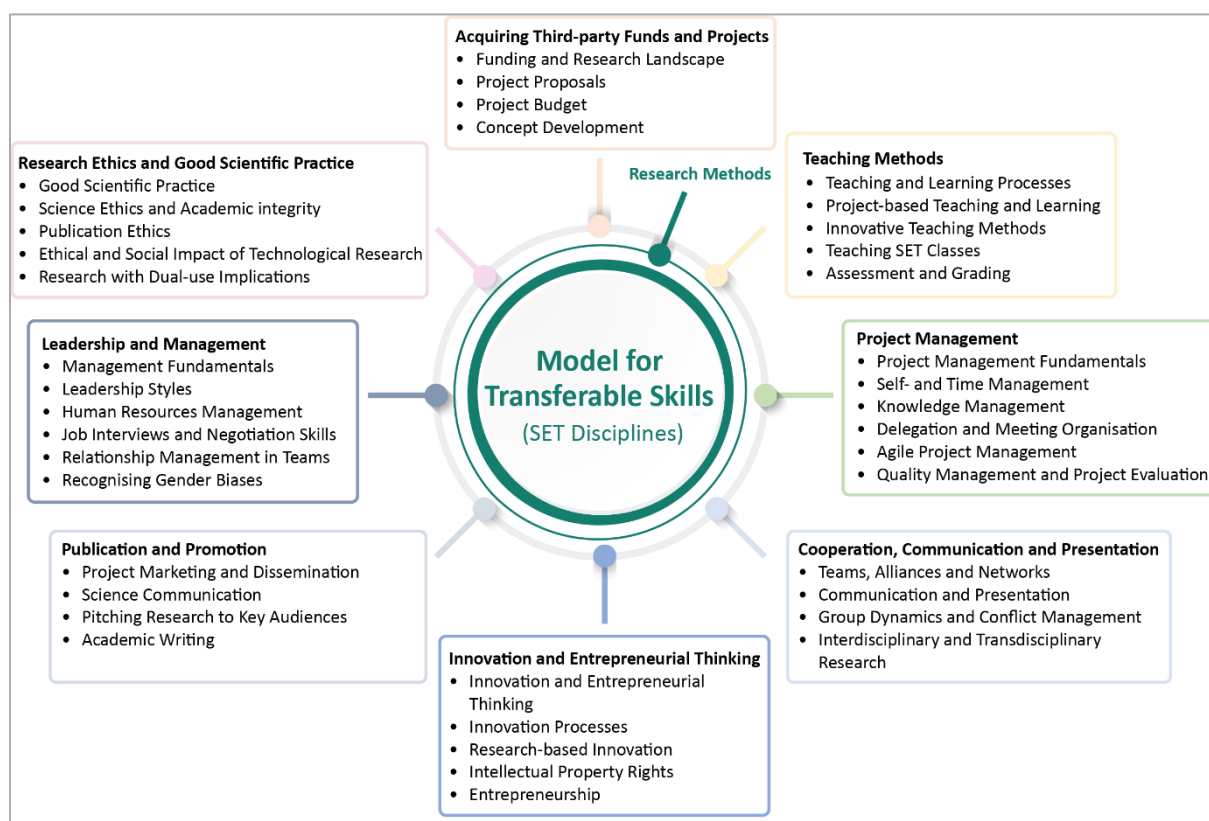 Acquiring Third-party Funds and Projects
• Funding and Research Landscape
• Project Proposals
• Project Budget
• Concept Development
Research Ethics and Good Scientific Practice
• Good Scientific Practice
• Science Ethics and Academic integrity
• Publication Ethics
• Ethical and Social Impact of Technological Research
• Research with Dual-use Implications
Research Methods
Teaching Methods
• Teaching and Learning Processes
• Project-based Teaching and Learning
• Innovative Teaching Methods
• Teaching SET Classes
• Assessment and Grading
Leadership and Management
• Management Fundamentals
• Leadership Styles
• Human Resources Management
• Job Interviews and Negotiation Skills
• Relationship Management in Teams
• Recognising Gender Biases
Model for
Transferable Skills
(SET Disciplines)
Project Management
• Project Management Fundamentals
• Self- and Time Management
• Knowledge Management
• Delegation and Meeting Organisation
• Agile Project Management
• Quality Management and Project Evaluation
Publication and Promotion
• Project Marketing and Dissemination
• Science Communication
• Pitching Research to Key Audiences
• Academic Writing
Innovation and Entrepreneurial Thinking
• Innovation and Entrepreneurial
Thinking
• Innovation Processes
• Research-based Innovation
• Intellectual Property Rights
• Entrepreneurship
Cooperation, Communication and Presentation
• Teams, Alliances and Networks
• Communication and Presentation
• Group Dynamics and Conflict Management
• Interdisciplinary and Transdisciplinary
Research